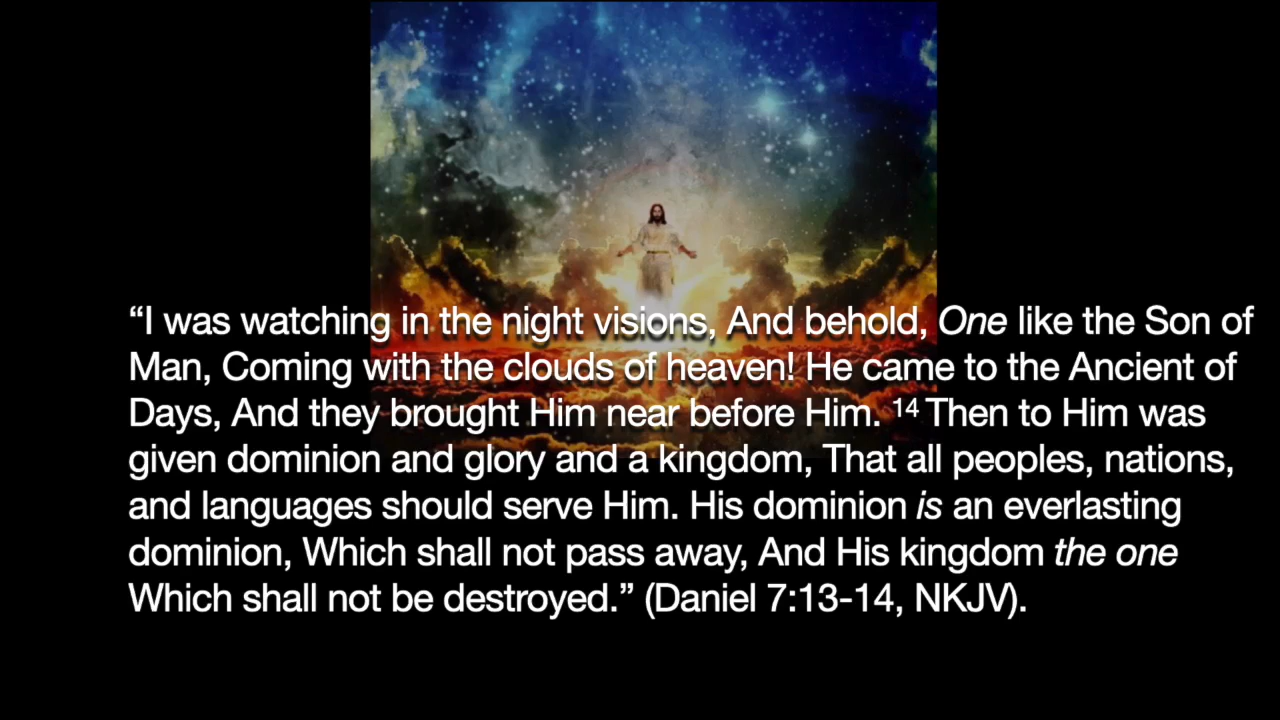 “I was watching in the night visions, And behold, One like the Son of
Man, Coming with the clouds of heaven! He came to the Ancient of
Days, And they brought Him near before Him. 14 Then to Him was
given dominion and glory and a kingdom, That all peoples, nations,
and languages should serve Him. His dominion is an everlasting
dominion, Which shall not pass away, And His kingdom the one
Which shall not be destroyed.” (Daniel 7:13-14, NKJV).